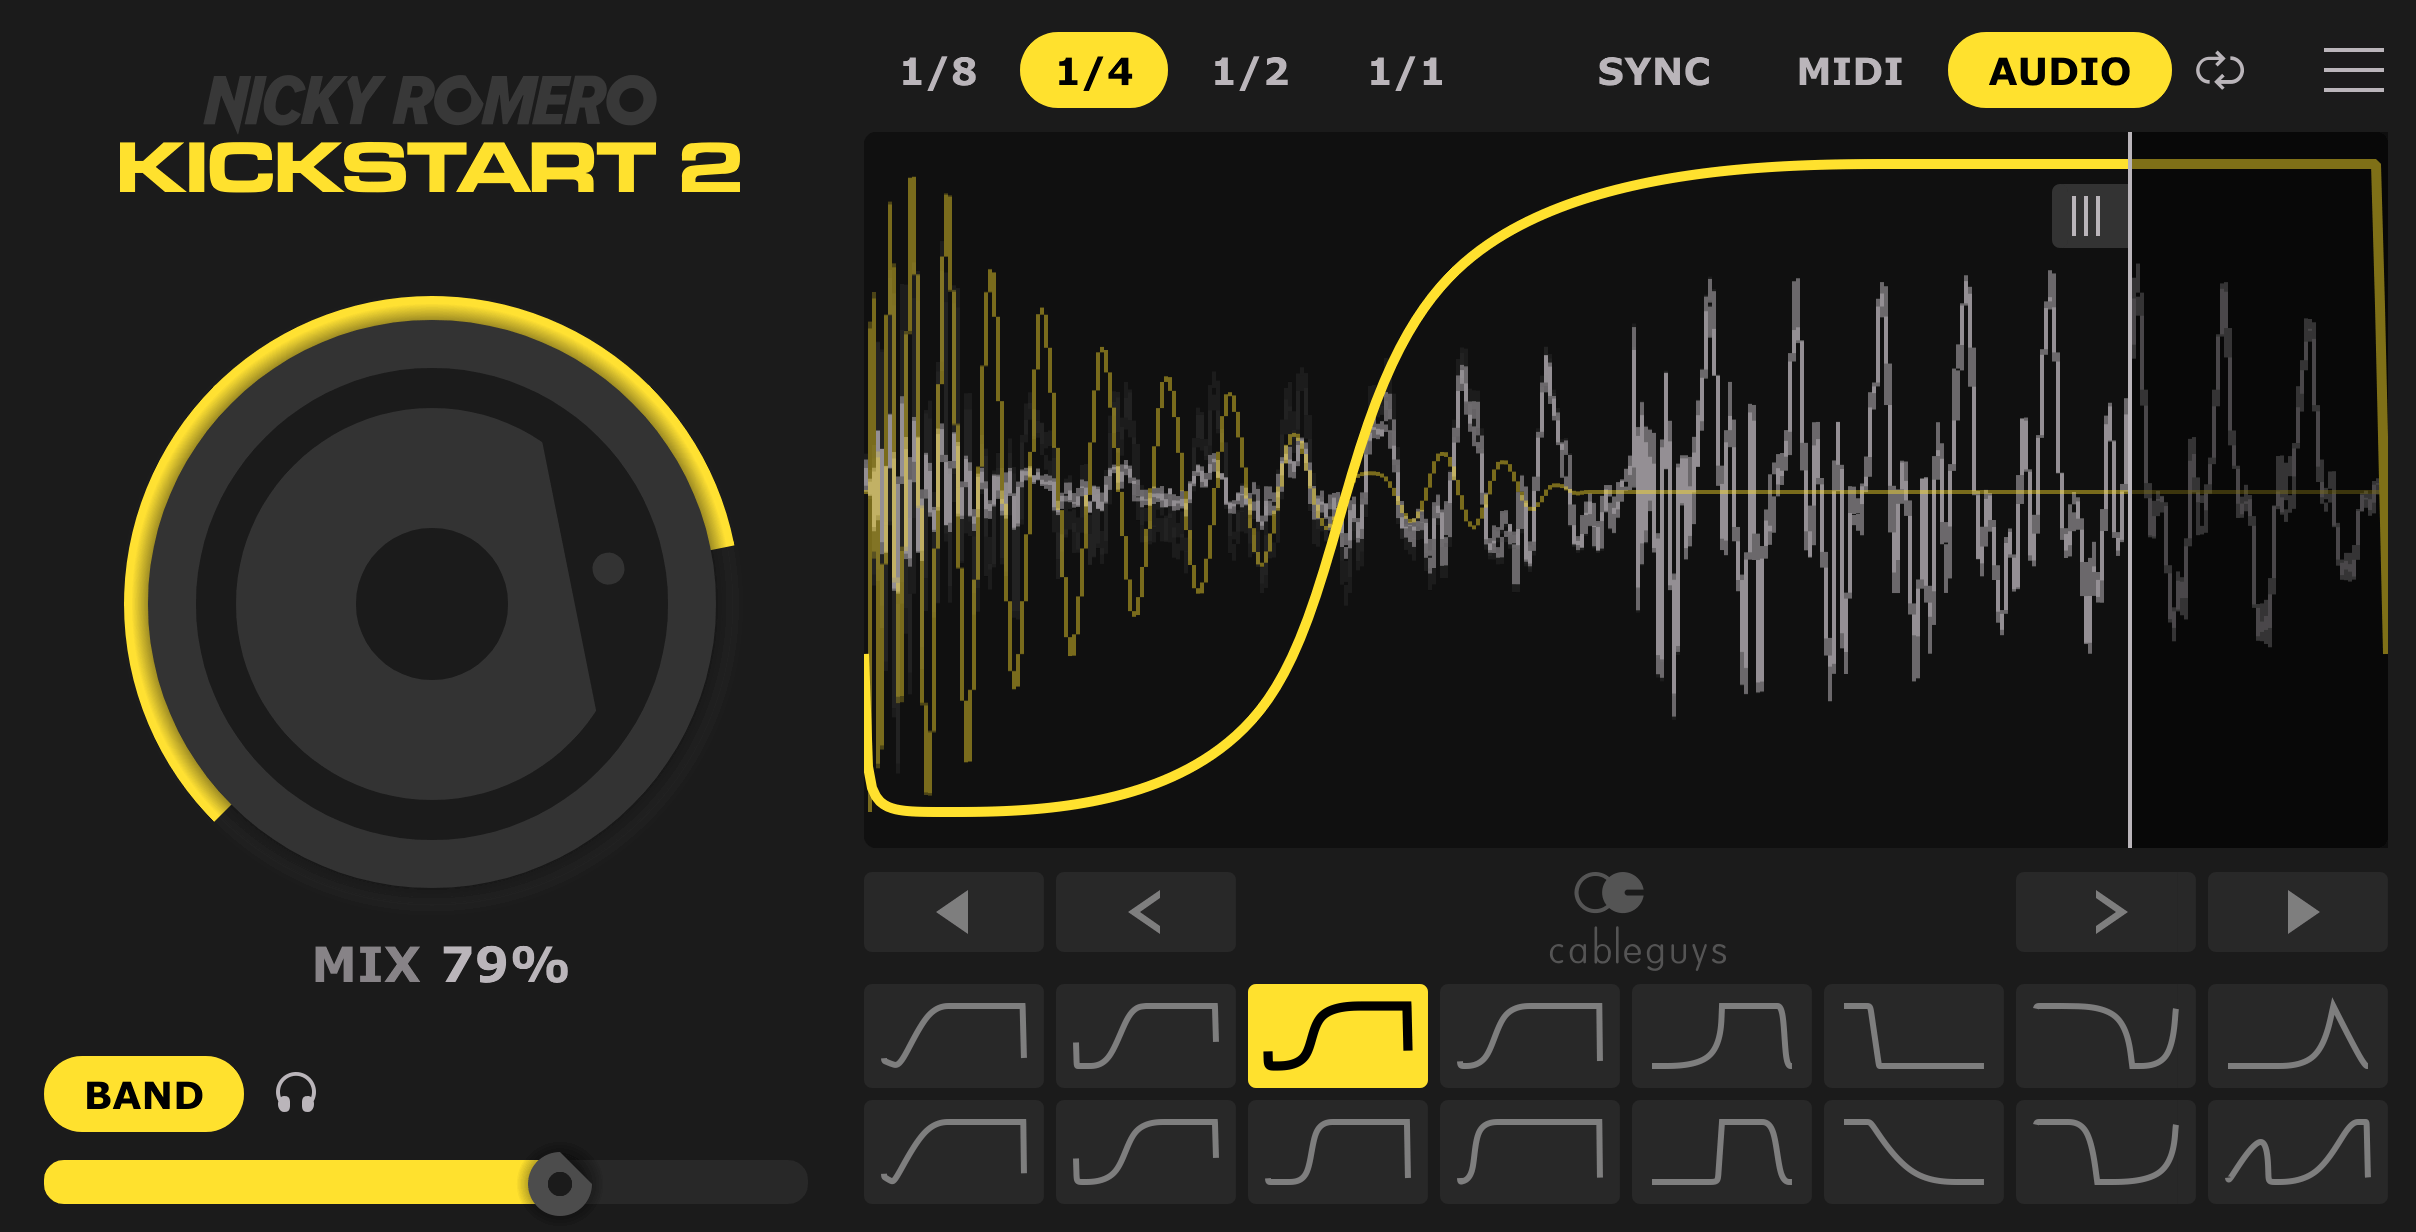 NICKY ROMERO
KICKSTART 2
1/8 1/4 1/2 1/1 SYNC MIDI AUDIO
MIX 79%
BAND
cableguys